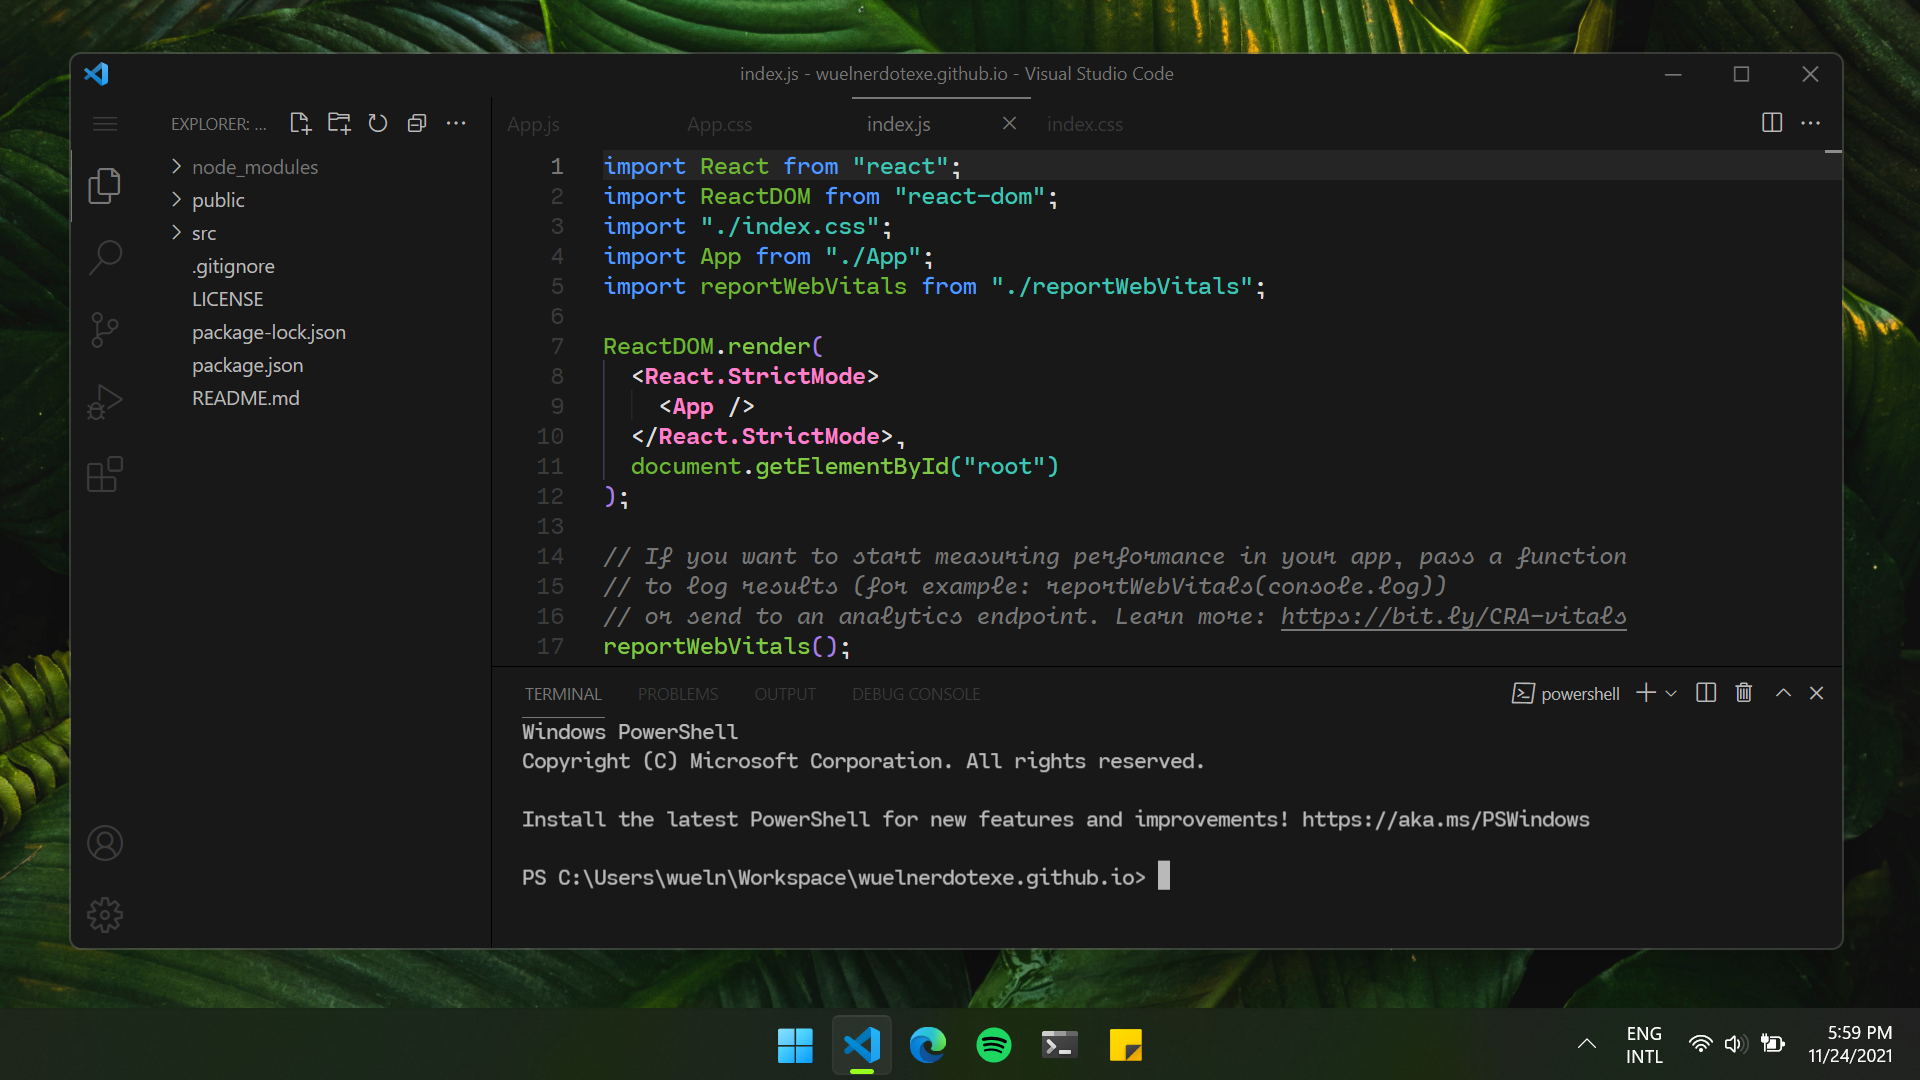 index.js - wuelnerdotexe.github.io - Visual Studio Code
EXPLORER: ...
App.js
App.css
index.js
index.css
node_modules
public
src
.gitignore
LICENSE
package-lock.json
package.json
README.md
1 import React from "react";
2 import ReactDOM from "react-dom";
3 import "./index.css";
4 import App from "./App";
5 import reportWebVitals from "./reportWebVitals";
6
7 ReactDOM.render(
8 <React.StrictMode>
9 <App />
10 </React.StrictMode>,
11 document.getElementById("root")
12 );
13
14 // If you want to start measuring performance in your app, pass a function
15 // to log results (for example: reportWebVitals(console.log))
16 // or send to an analytics endpoint. Learn more: https://bit.ly/CRA-vitals
17 reportWebVitals();
TERMINAL PROBLEMS OUTPUT DEBUG CONSOLE
powershell
Windows PowerShell
Copyright (C) Microsoft Corporation. All rights reserved.
Install the latest PowerShell for new features and improvements! https://aka.ms/PSWindows
PS C:\Users\wueln\Workspace\wuelnerdotexe.github.io>
ENG
INTL
5:59 PM
11/24/2021